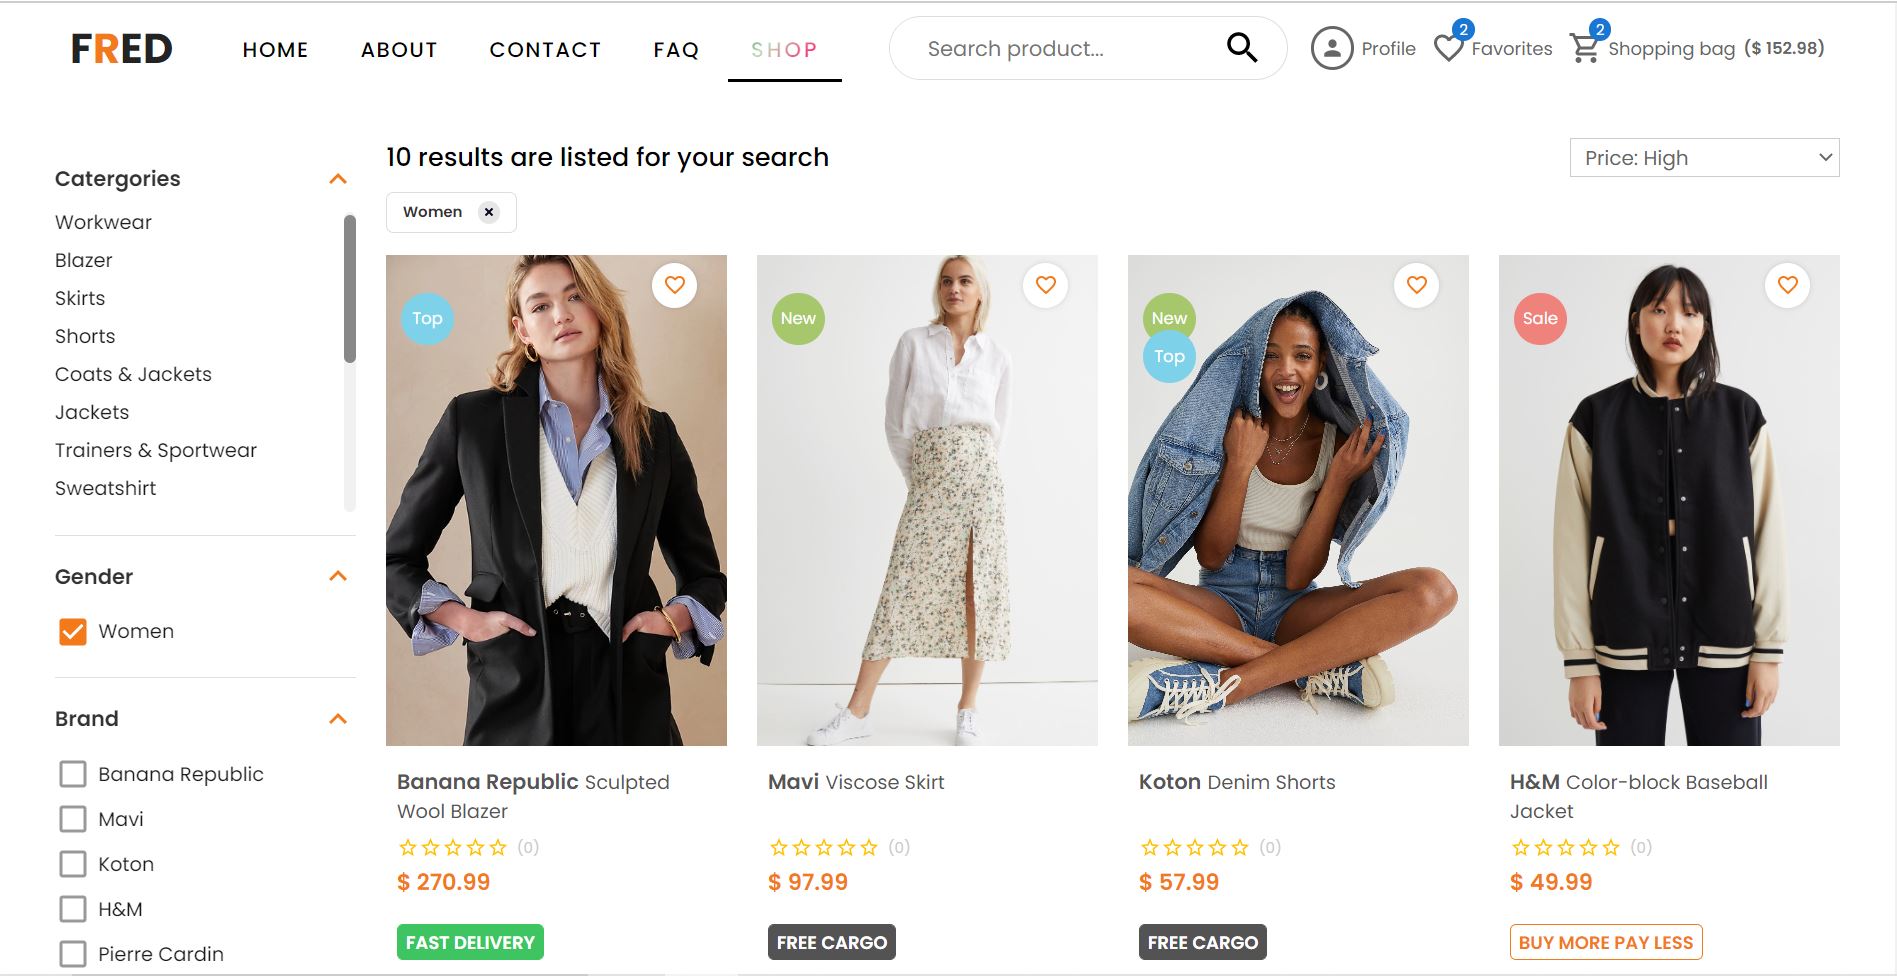 FRED
HOME
ABOUT
CONTACT
FAQ
SHOP
Search product...
Profile
2
Favorites
2
Shopping bag ($ 152.98)
Catergories
Workwear
Blazer
Skirts
Shorts
Coats & Jackets
Jackets
Trainers & Sportwear
Sweatshirt
Gender
Women
Brand
Banana Republic
Mavi
Koton
H&M
Pierre Cardin
10 results are listed for your search
Price: High
Women
Top
New
New
Top
Sale
Banana Republic Sculpted
Wool Blazer
(0)
$ 270.99
FAST DELIVERY
Mavi Viscose Skirt
(0)
$ 97.99
FREE CARGO
Koton Denim Shorts
(0)
$ 57.99
FREE CARGO
H&M Color-block Baseball
Jacket
(0)
$ 49.99
BUY MORE PAY LESS